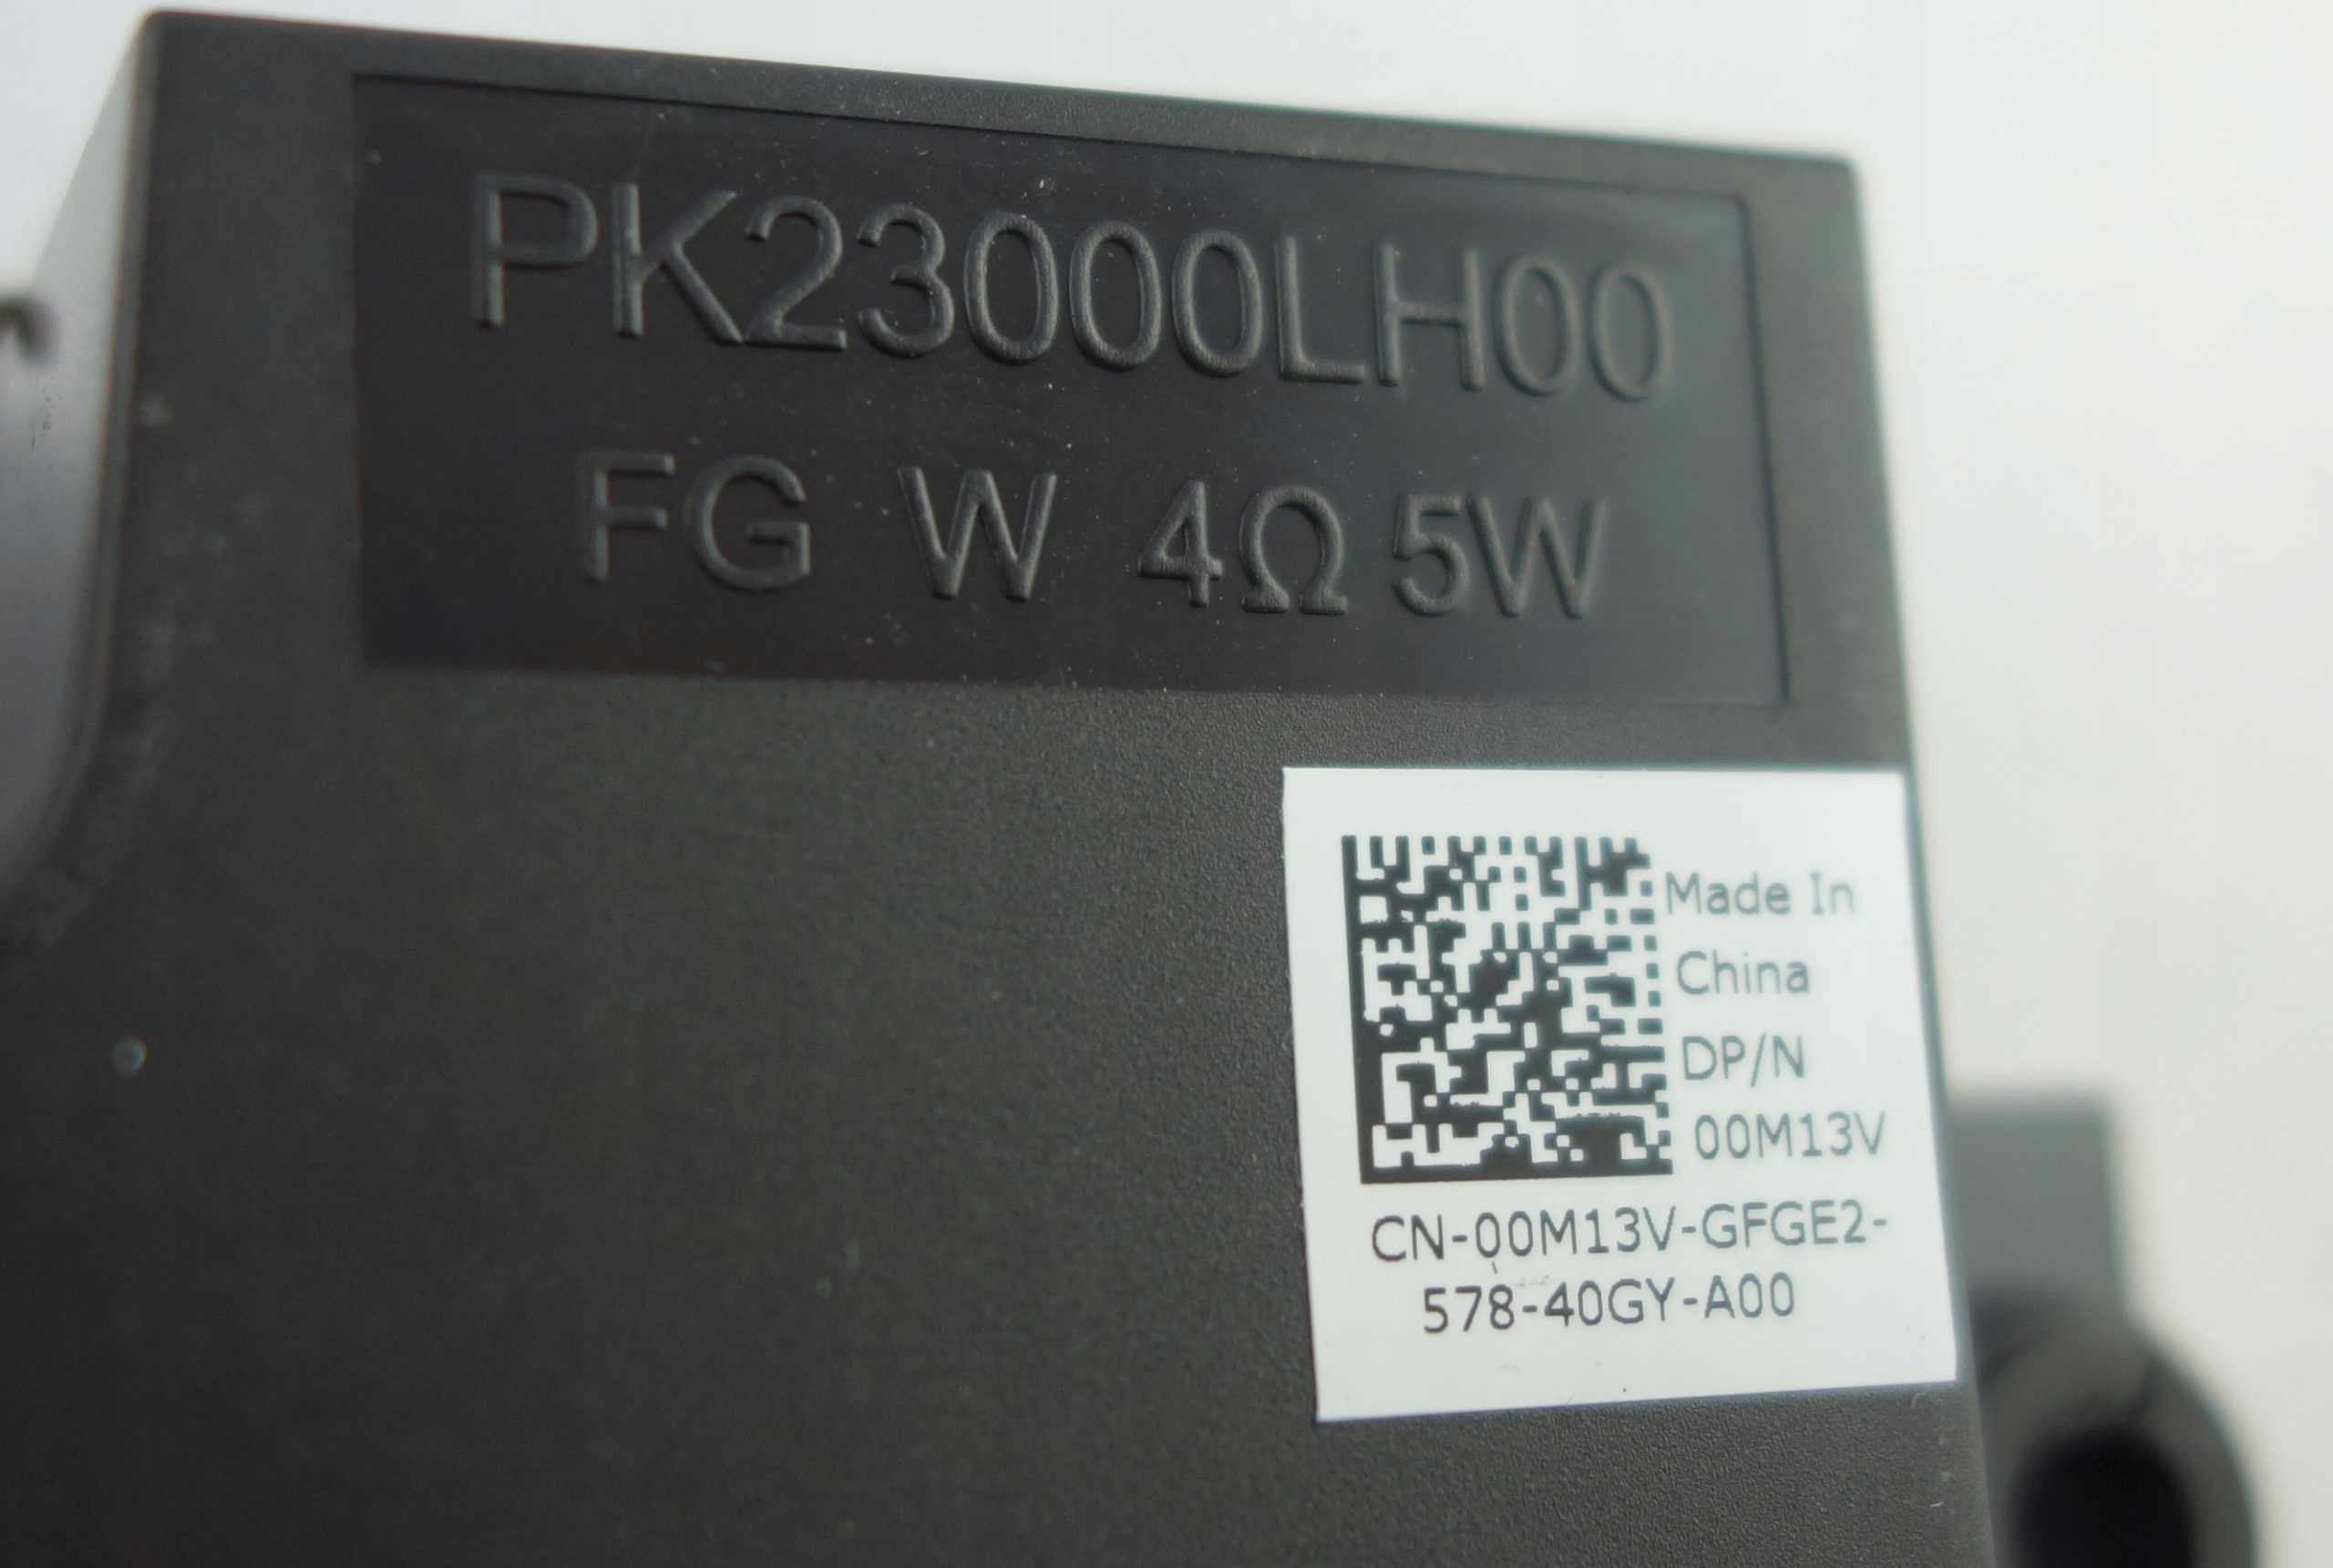 PK23000LH00
FG W 4Ω 5W
Made In
China
DP/N
00M13V
CN-00M13V-GFGE2-
578-40GY-A00